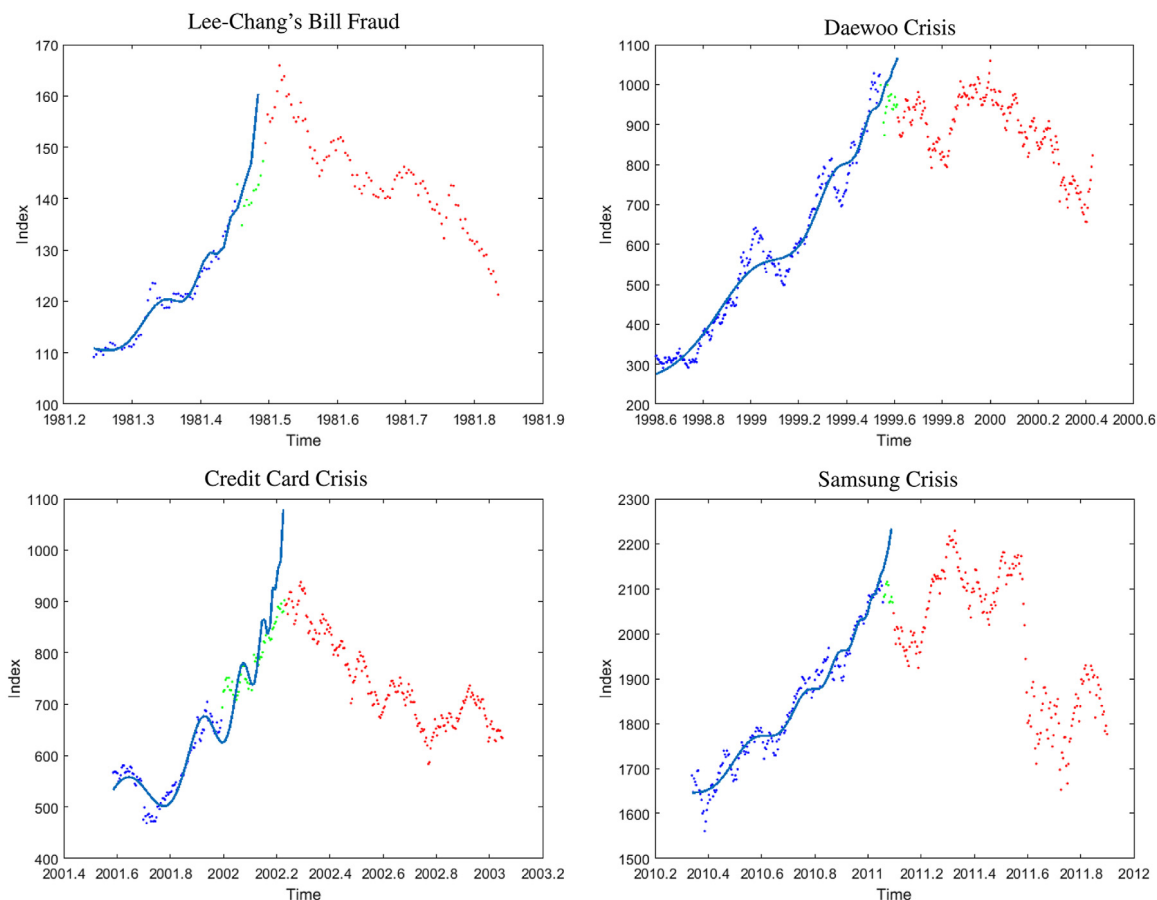 Lee-Chang's Bill Fraud
170
160
150
140
130
120
110
100
Index
1981.2 1981.3 1981.4 1981.5 1981.6 1981.7 1981.8 1981.9
Time
Daewoo Crisis
1100
1000
900
800
700
600
500
400
300
200
Index
1998.6 1998.8 1999 1999.2 1999.4 1999.6 1999.8 2000 2000.2 2000.4 2000.6
Time
Credit Card Crisis
1100
1000
900
800
700
600
500
400
Index
2001.4 2001.6 2001.8 2002 2002.2 2002.4 2002.6 2002.8 2003 2003.2
Time
Samsung Crisis
2300
2200
2100
2000
1900
1800
1700
1600
1500
Index
2010.2 2010.4 2010.6 2010.8 2011 2011.2 2011.4 2011.6 2011.8 2012
Time